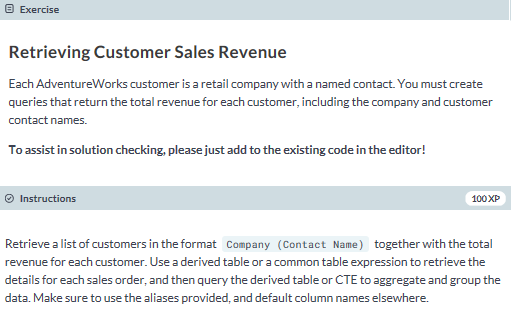 Exercise
Retrieving Customer Sales Revenue
Each AdventureWorks customer is a retail company with a named contact. You must create
queries that return the total revenue for each customer, including the company and customer
contact names.
To assist in solution checking, please just add to the existing code in the editor!
Instructions
100 XP
Retrieve a list of customers in the format Company (Contact Name) together with the total
revenue for each customer. Use a derived table or a common table expression to retrieve the
details for each sales order, and then query the derived table or CTE to aggregate and group the
data. Make sure to use the aliases provided, and default column names elsewhere.